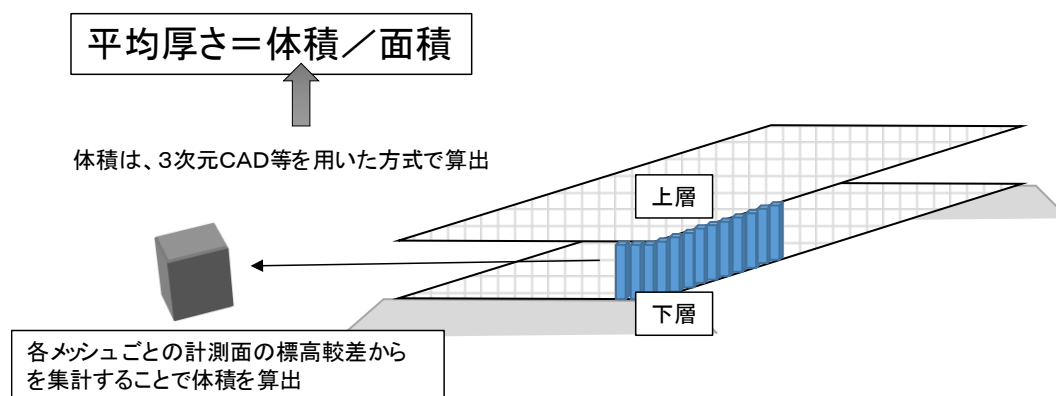 平均厚さ＝体積／面積
体積は、３次元CAD等を用いた方式で算出
上層
下層
各メッシュごとの計測面の標高較差から
を集計することで体積を算出